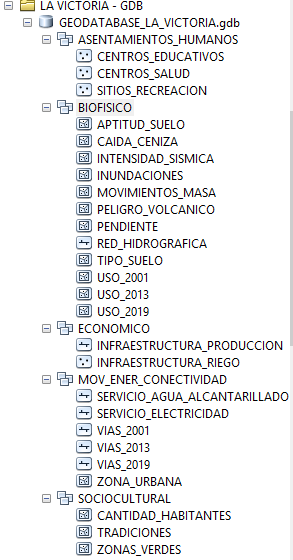 LA VICTORIA - GDB
GEODATABASE_LA_VICTORIA.gdb
ASENTAMIENTOS_HUMANOS
CENTROS_EDUCATIVOS
CENTROS_SALUD
SITIOS_RECREACION
BIOFISICO
APTITUD_SUELO
CAIDA_CENIZA
INTENSIDAD_SISMICA
INUNDACIONES
MOVIMIENTOS_MASA
PELIGRO_VOLCANICO
PENDIENTE
RED_HIDROGRAFICA
TIPO_SUELO
USO_2001
USO_2013
USO_2019
ECONOMICO
INFRAESTRUCTURA_PRODUCCION
INFRAESTRUCTURA_RIEGO
MOV_ENER_CONECTIVIDAD
SERVICIO_AGUA_ALCANTARILLADO
SERVICIO_ELECTRICIDAD
VIAS_2001
VIAS_2013
VIAS_2019
ZONA_URBANA
SOCIOCULTURAL
CANTIDAD_HABITANTES
TRADICIONES
ZONAS_VERDES